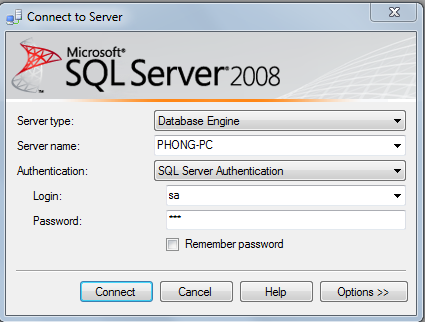 Connect to Server
Microsoft®
SQL Server® 2008
Server type: Database Engine
Server name: PHONG-PC
Authentication: SQL Server Authentication
Login: sa
Password: ***
Remember password
Connect Cancel Help Options >>